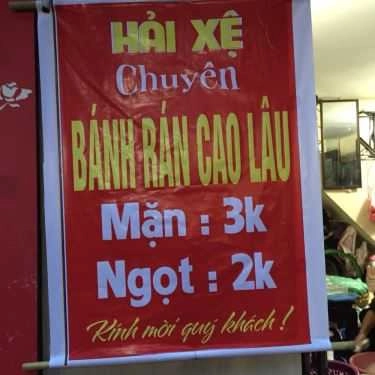 HẢI XỆ
Chuyên
BÁNH RÁN CAO LÂU
Mặn : 3k
Ngọt : 2k
Kính mời quý khách !